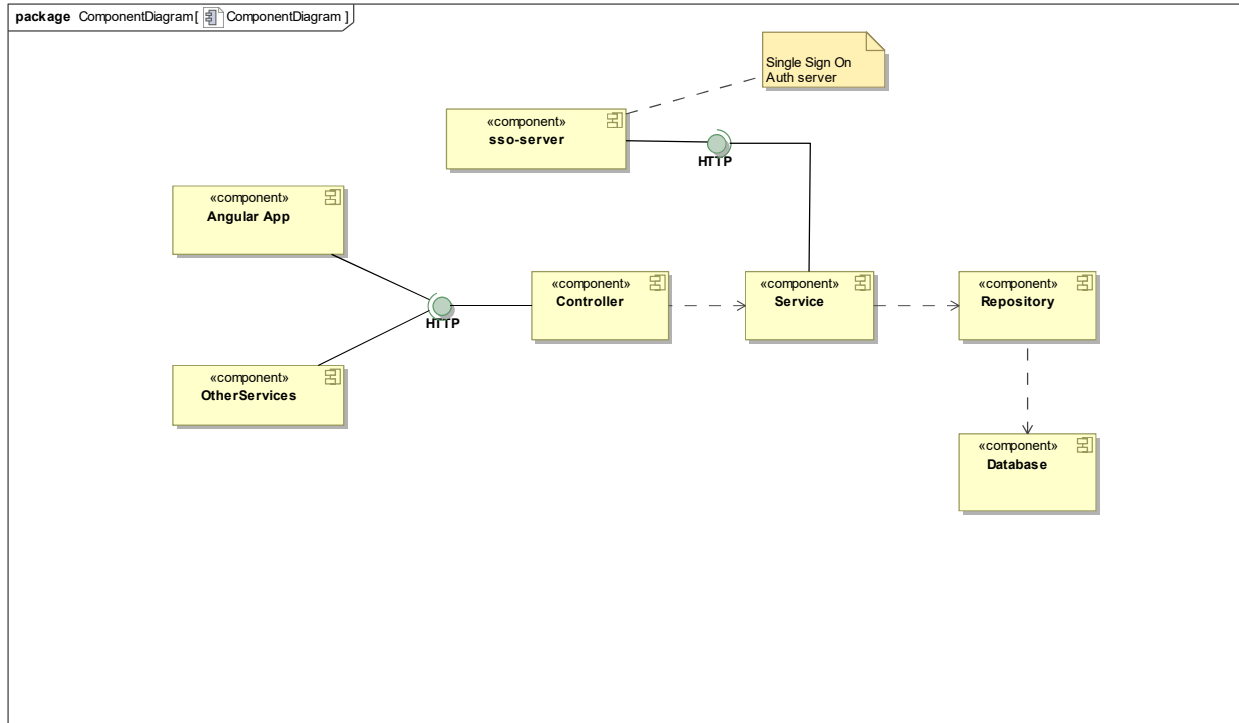 package ComponentDiagram[ ComponentDiagram ]
Single Sign On
Auth server
«component»
sso-server
HTTP
«component»
Angular App
«component»
Controller
«component»
Service
«component»
Repository
HTTP
«component»
OtherServices
«component»
Database